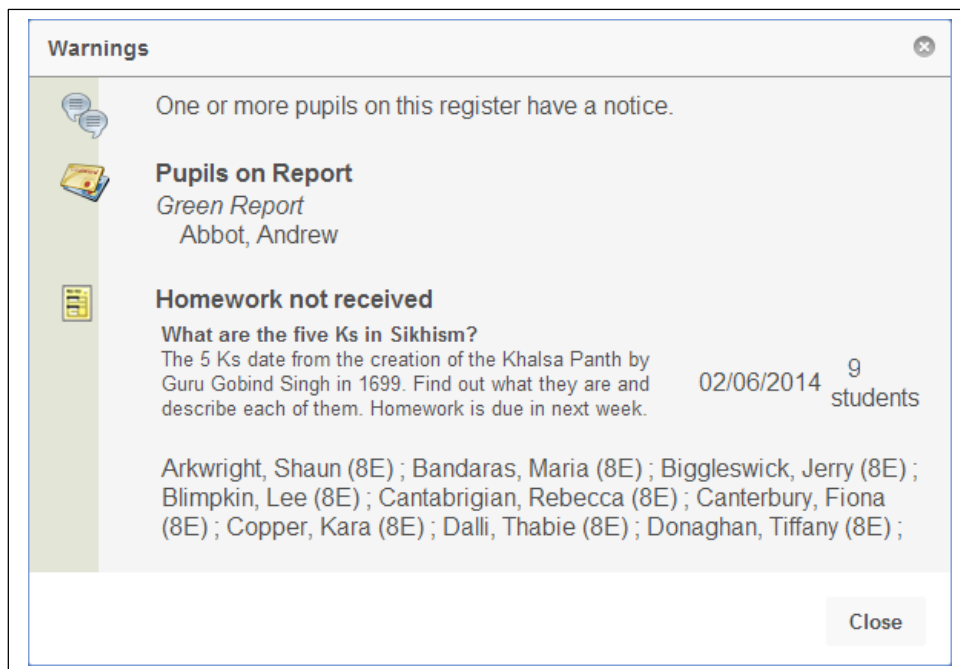 Warnings
One or more pupils on this register have a notice.
Pupils on Report
Green Report
Abbot, Andrew
Homework not received
What are the five Ks in Sikhism?
The 5 Ks date from the creation of the Khalsa Panth by
Guru Gobind Singh in 1699. Find out what they are and
describe each of them. Homework is due in next week.
02/06/2014
9
students
Arkwright, Shaun (8E) ; Bandaras, Maria (8E) ; Biggleswick, Jerry (8E) ;
Blimpkin, Lee (8E) ; Cantabrigian, Rebecca (8E) ; Canterbury, Fiona
(8E) ; Copper, Kara (8E) ; Dalli, Thabie (8E) ; Donaghan, Tiffany (8E) ;
Close